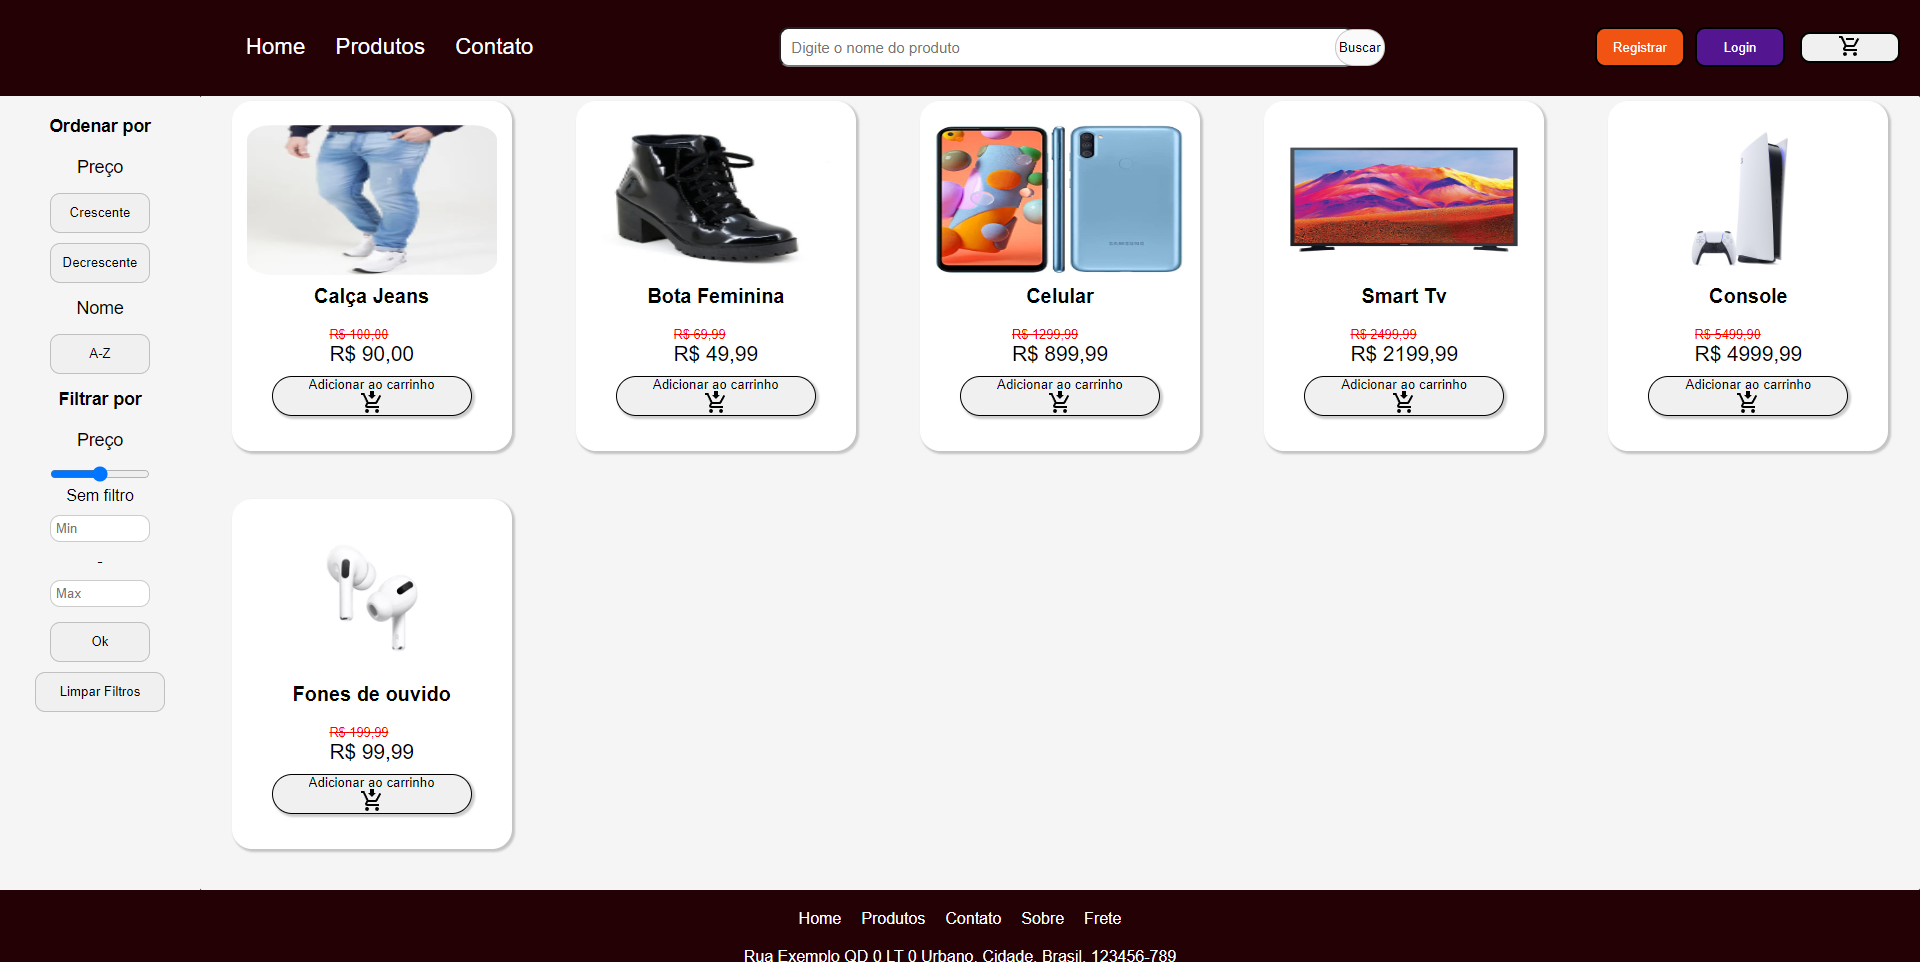 Home Produtos Contato
Digite o nome do produto
Buscar
Registrar
Login
Ordenar por
Preço
Crescente
Decrescente
Nome
A-Z
Filtrar por
Preço
Sem filtro
Min
-
Max
Ok
Limpar Filtros
Calça Jeans
R$ 100,00
R$ 90,00
Adicionar ao carrinho
Bota Feminina
R$ 69,99
R$ 49,99
Adicionar ao carrinho
SAMSUNG
Celular
R$ 1299,99
R$ 899,99
Adicionar ao carrinho
Smart Tv
R$ 2499,99
R$ 2199,99
Adicionar ao carrinho
Console
R$ 5499,90
R$ 4999,99
Adicionar ao carrinho
Fones de ouvido
R$ 199,99
R$ 99,99
Adicionar ao carrinho
Home Produtos Contato Sobre Frete
Rua Exemplo QD 0 LT 0 Urbano, Cidade, Brasil, 123456-789